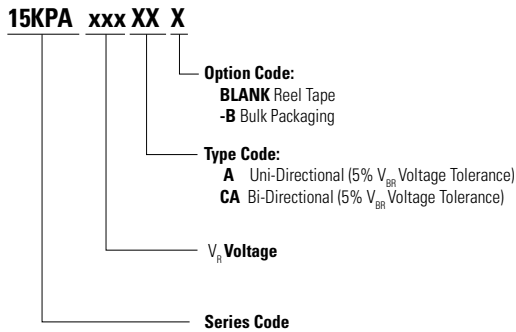 15KPA xxx XX X
Option Code:
BLANK Reel Tape
-B Bulk Packaging
Type Code:
A Uni-Directional (5% VBR Voltage Tolerance)
CA Bi-Directional (5% VBR Voltage Tolerance)
VR Voltage
Series Code